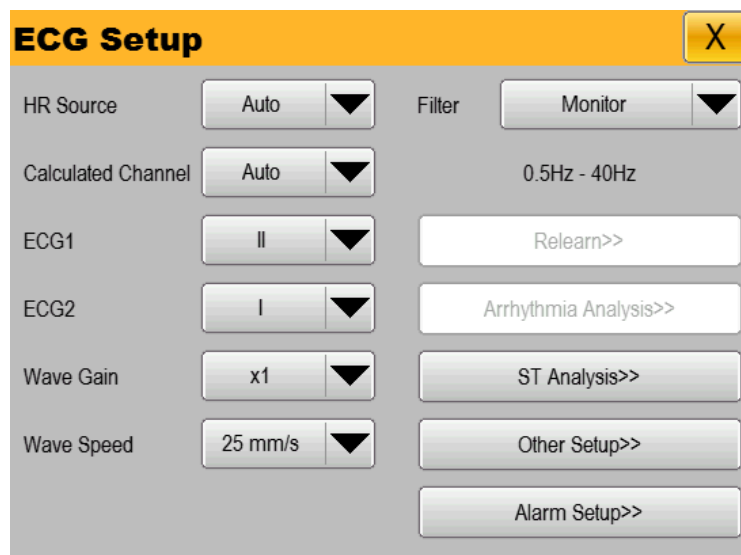 ECG Setup X
HR Source Auto Filter Monitor
Calculated Channel Auto 0.5Hz - 40Hz
ECG1 II Relearn>>
ECG2 I Arrhythmia Analysis>>
Wave Gain x1 ST Analysis>>
Wave Speed 25 mm/s Other Setup>>
Alarm Setup>>